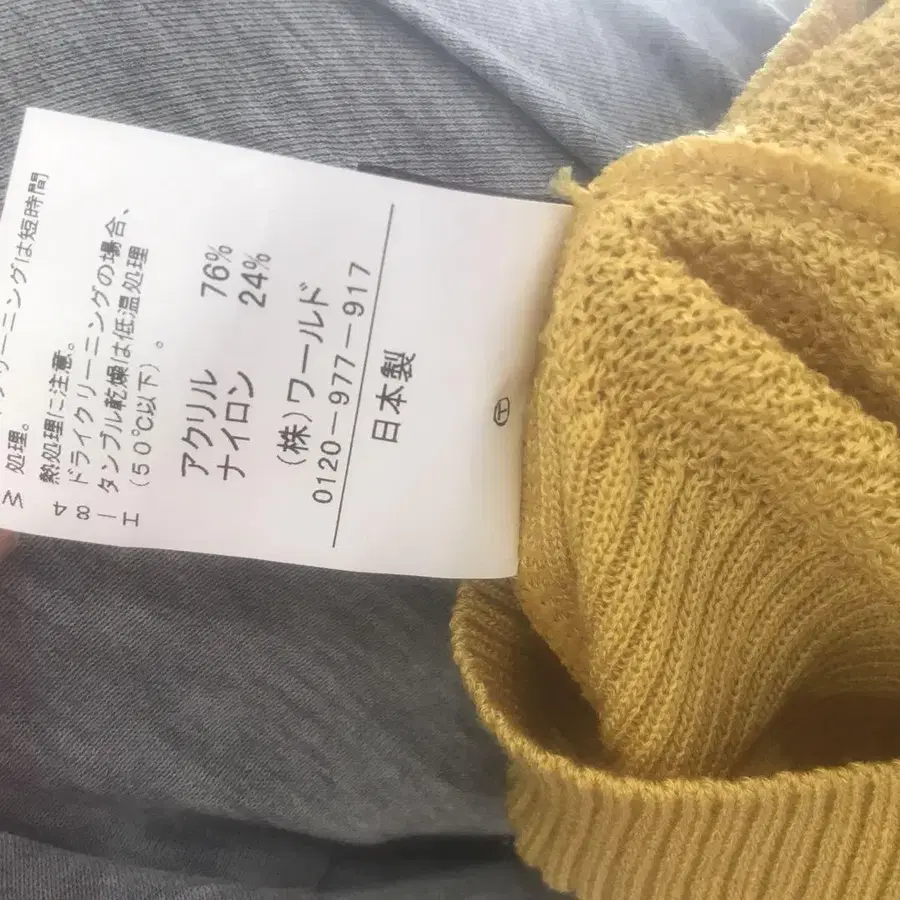 リーニングは短時間
処理。
熱処理に注意。
ドライクリーニングの場合、
タンブル乾燥は低温処理
(50℃以下)。
アクリル 76%
ナイロン 24%
(株)ワールド
0120-977-917
日本製
Ⓣ